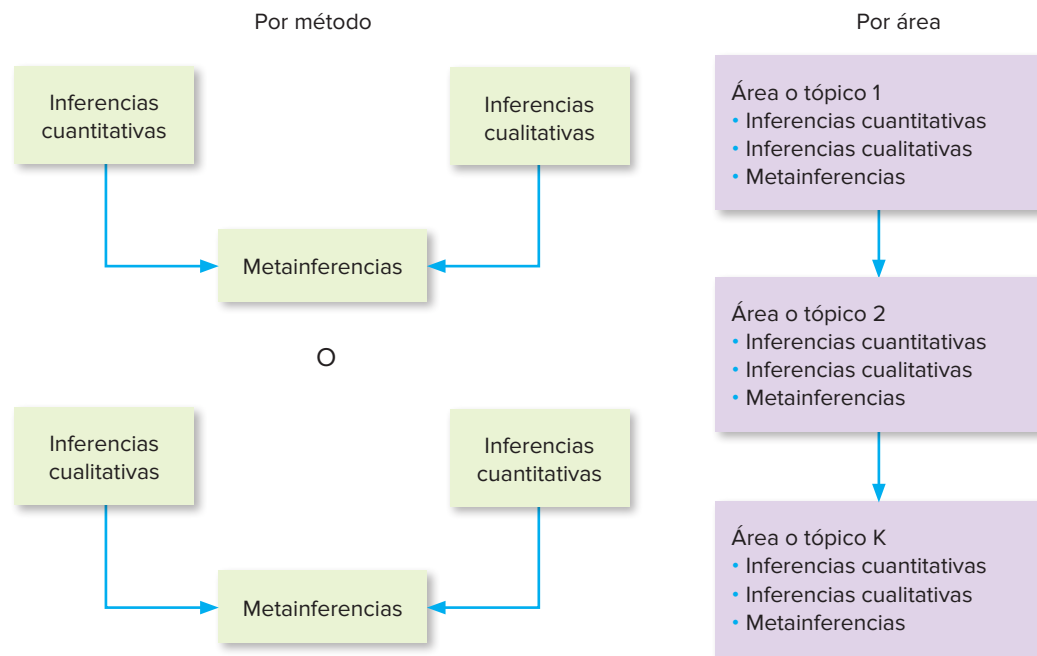 Por método
Inferencias
cuantitativas
Inferencias
cualitativas
Metainferencias
O
Inferencias
cualitativas
Inferencias
cuantitativas
Metainferencias
Por área
Área o tópico 1
• Inferencias cuantitativas
• Inferencias cualitativas
• Metainferencias
Área o tópico 2
• Inferencias cuantitativas
• Inferencias cualitativas
• Metainferencias
Área o tópico K
• Inferencias cuantitativas
• Inferencias cualitativas
• Metainferencias